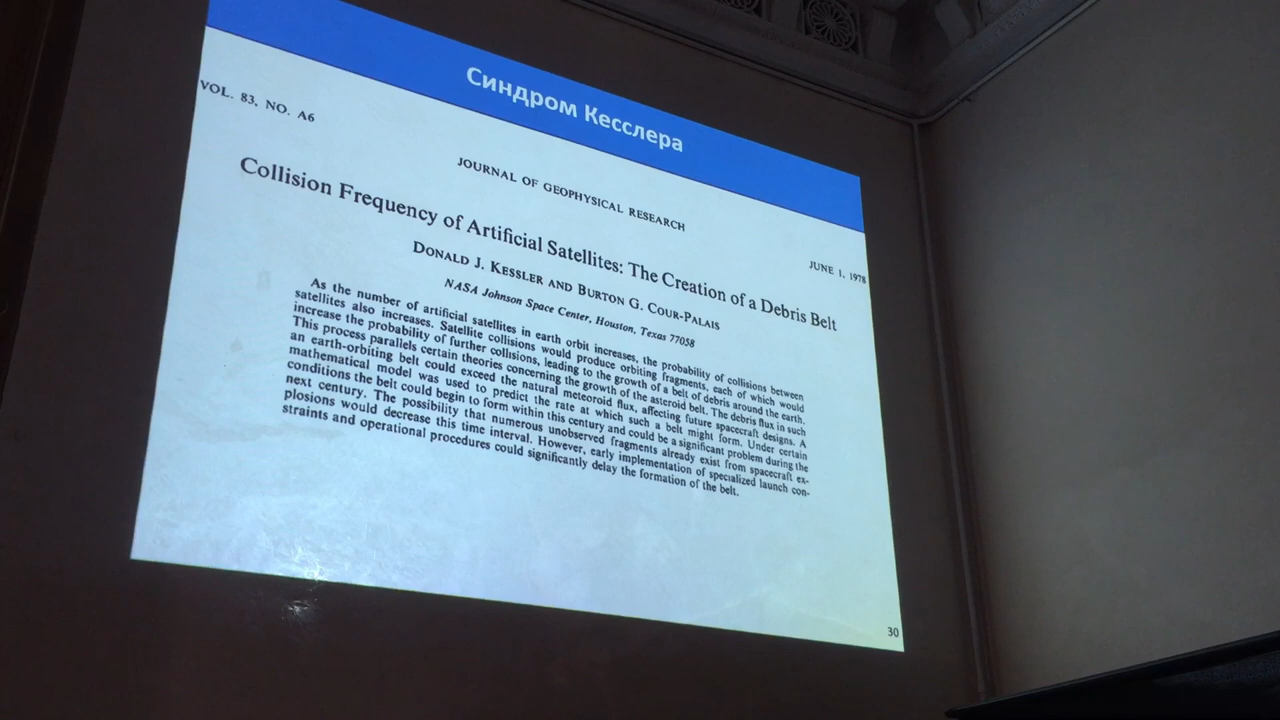 Синдром Кесслера
VOL. 83, NO. A6
JOURNAL OF GEOPHYSICAL RESEARCH
JUNE 1, 1978
Collision Frequency of Artificial Satellites: The Creation of a Debris Belt
DONALD J. KESSLER AND BURTON G. COUR-PALAIS
NASA Johnson Space Center, Houston, Texas 77058
As the number of artificial satellites in earth orbit increases, the probability of collisions between
satellites also increases. Satellite collisions would produce orbiting fragments, each of which would
increase the probability of further collisions, leading to the growth of a belt of debris around the earth.
This process parallels certain theories concerning the growth of the asteroid belt. The debris flux in such
an earth-orbiting belt could exceed the natural meteoroid flux, affecting future spacecraft designs. A
mathematical model was used to predict the rate at which such a belt might form. Under certain
conditions the belt could begin to form within this century and could be a significant problem during the
next century. The possibility that numerous unobserved fragments already exist from spacecraft ex-
plosions would decrease this time interval. However, early implementation of specialized launch con-
straints and operational procedures could significantly delay the formation of the belt.
30